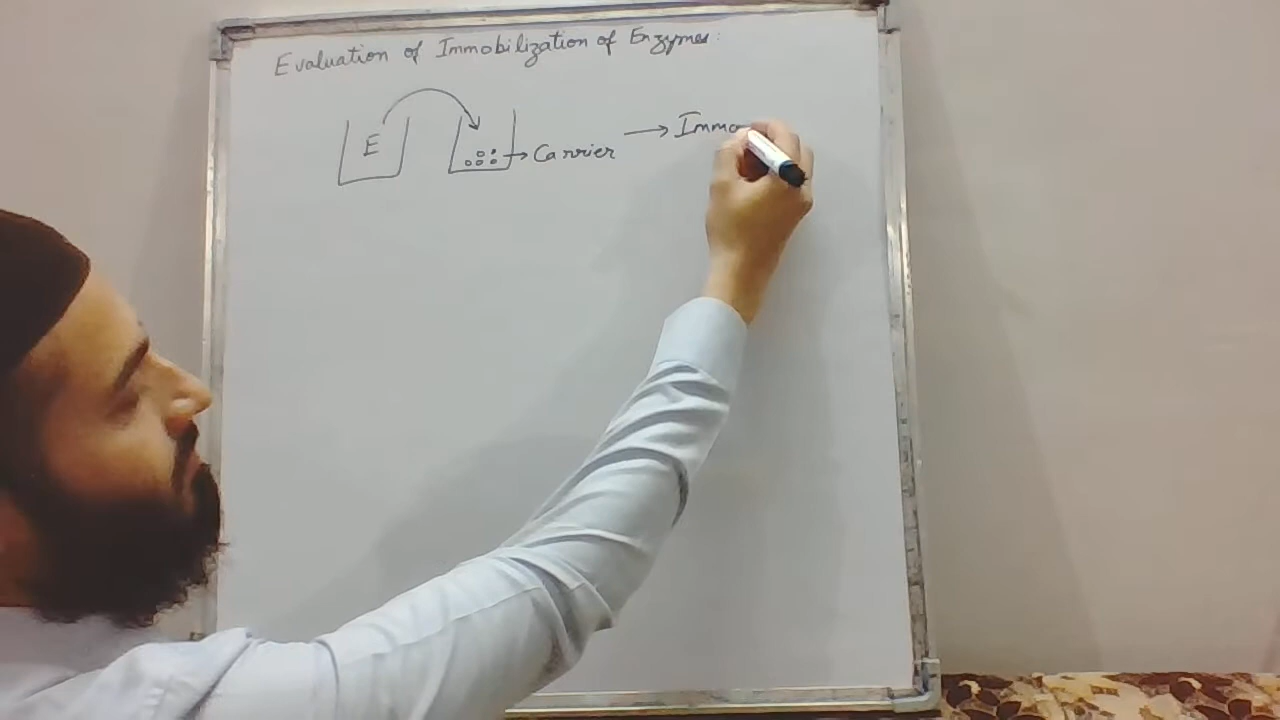 Evaluation of Immobilization of Enzymes:
E → Carrier → Immo